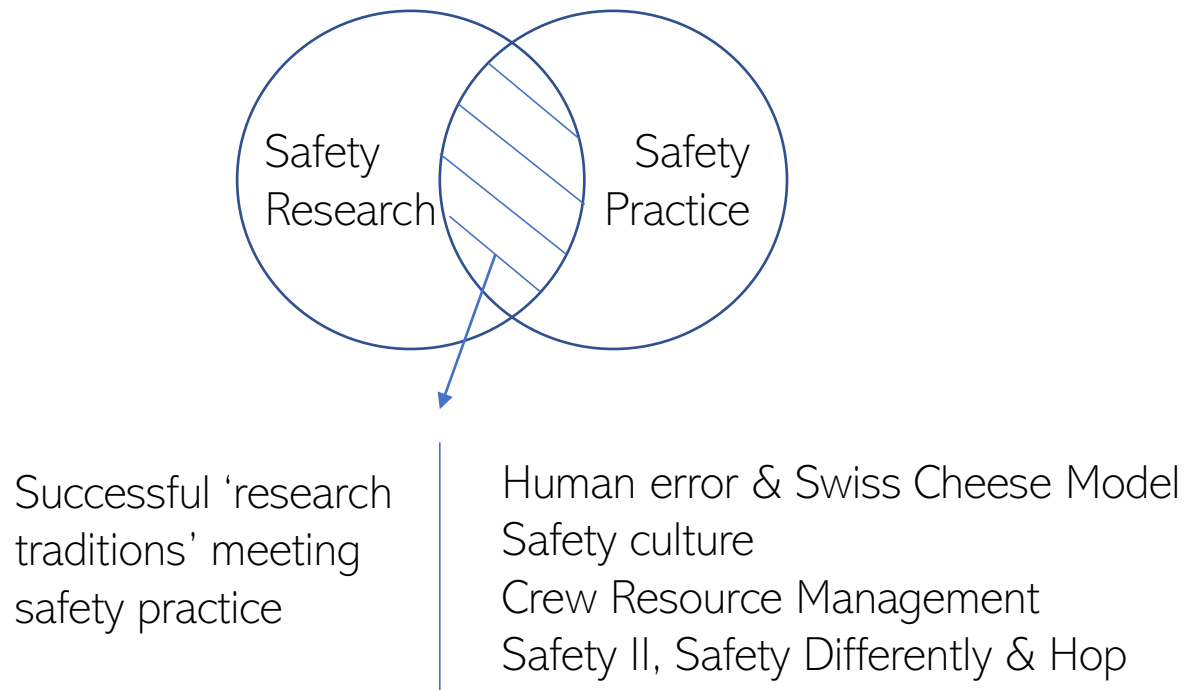 Safety
Research
Safety
Practice
Successful ‘research
traditions’ meeting
safety practice
Human error & Swiss Cheese Model
Safety culture
Crew Resource Management
Safety II, Safety Differently & Hop